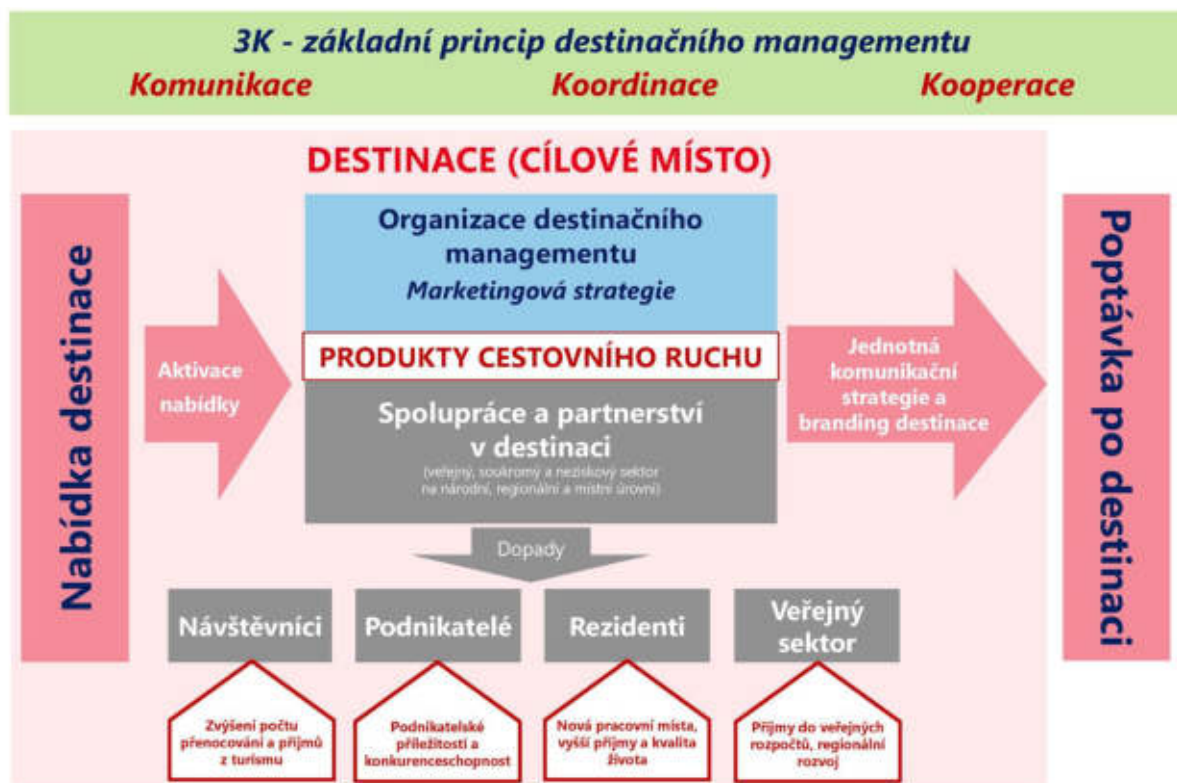 3K - základní princip destinačního managementu
Komunikace
Koordinace
Kooperace
DESTINACE (CÍLOVÉ MÍSTO)
Nabídka destinace
Aktivace
nabídky
Organizace destinačního
managementu
Marketingová strategie
PRODUKTY CESTOVNÍHO RUCHU
Spolupráce a partnerství
v destinaci
(veřejný, soukromý a neziskový sektor
na národní, regionální a místní úrovni)
Jednotná
komunikační
strategie a
branding destinace
Poptávka po destinaci
Dopady
Návštěvníci
Podnikatelé
Rezidenti
Veřejný
sektor
Zvýšení počtu
přenocování a příjmů
z turismu
Podnikatelské
příležitosti a
konkurenceschopnost
Nová pracovní místa,
vyšší příjmy a kvalita
života
Příjmy do veřejných
rozpočtů, regionální
rozvoj